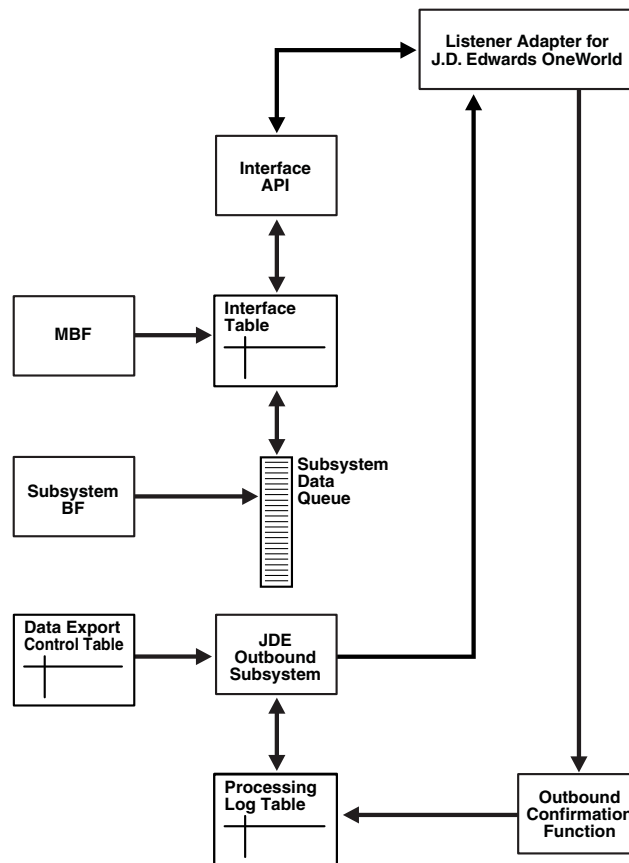 Listener Adapter for
J.D. Edwards OneWorld
Interface
API
MBF
Interface
Table
Subsystem
BF
Subsystem
Data
Queue
Data Export
Control Table
JDE
Outbound
Subsystem
Processing
Log Table
Outbound
Confirmation
Function